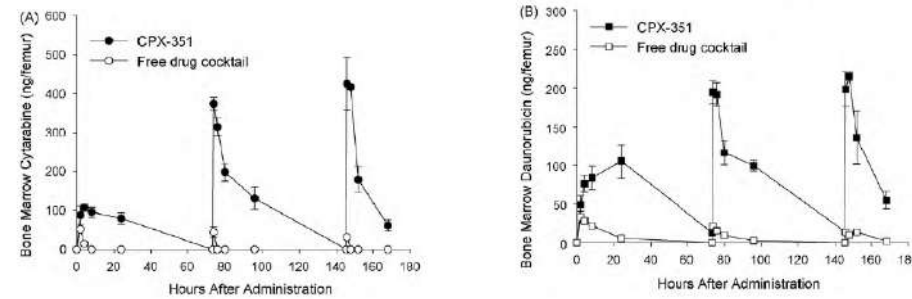 (A)
Bone Marrow Cytarabine (ng/femur)
600
500
400
300
200
100
0
CPX-351
Free drug cocktail
0 20 40 60 80 100 120 140 160 180
Hours After Administration
(B)
Bone Marrow Daunorubicin (ng/femur)
300
250
200
150
100
50
0
CPX-351
Free drug cocktail
0 20 40 60 80 100 120 140 160 180
Hours After Administration